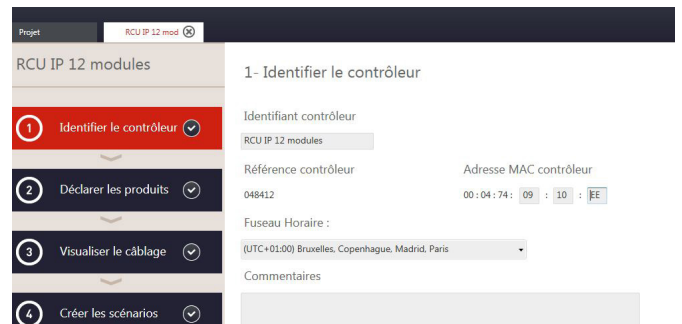 Projet
RCU IP 12 mod
RCU IP 12 modules
1- Identifier le contrôleur
1 Identifier le contrôleur
Identifiant contrôleur
RCU IP 12 modules
Référence contrôleur
Adresse MAC contrôleur
2 Déclarer les produits
048412
00 : 04 : 74 : 09 : 10 : EE
Fuseau Horaire :
3 Visualiser le câblage
(UTC+01:00) Bruxelles, Copenhague, Madrid, Paris
Commentaires
4 Créer les scénarios